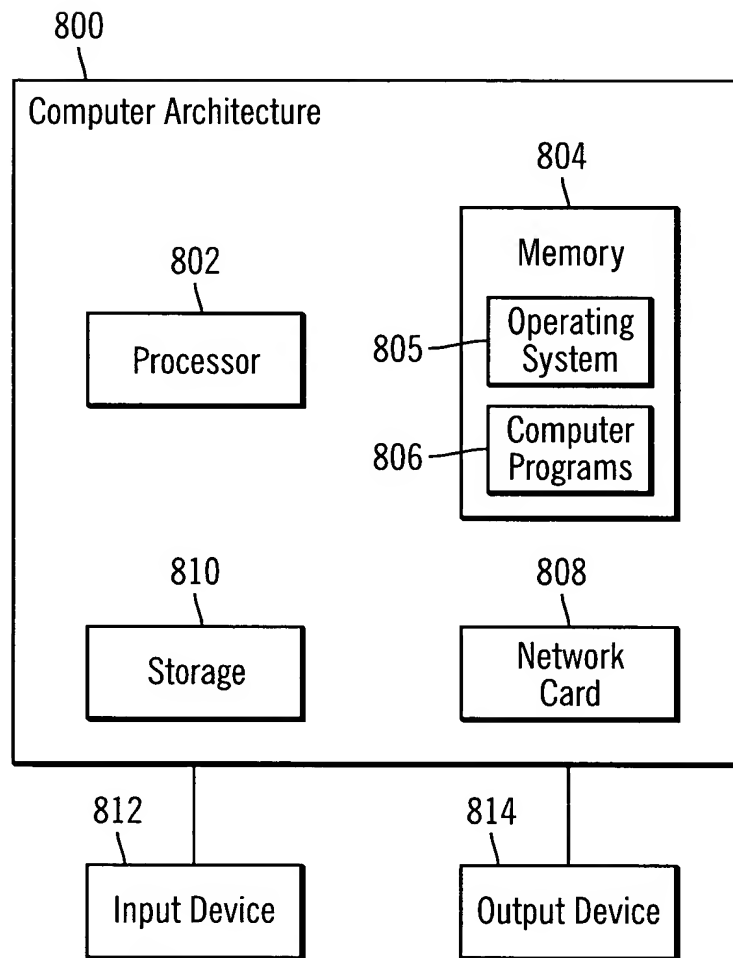 800
Computer Architecture
804
Memory
802
Processor
805
Operating
System
806
Computer
Programs
810
Storage
808
Network
Card
812
Input Device
814
Output Device